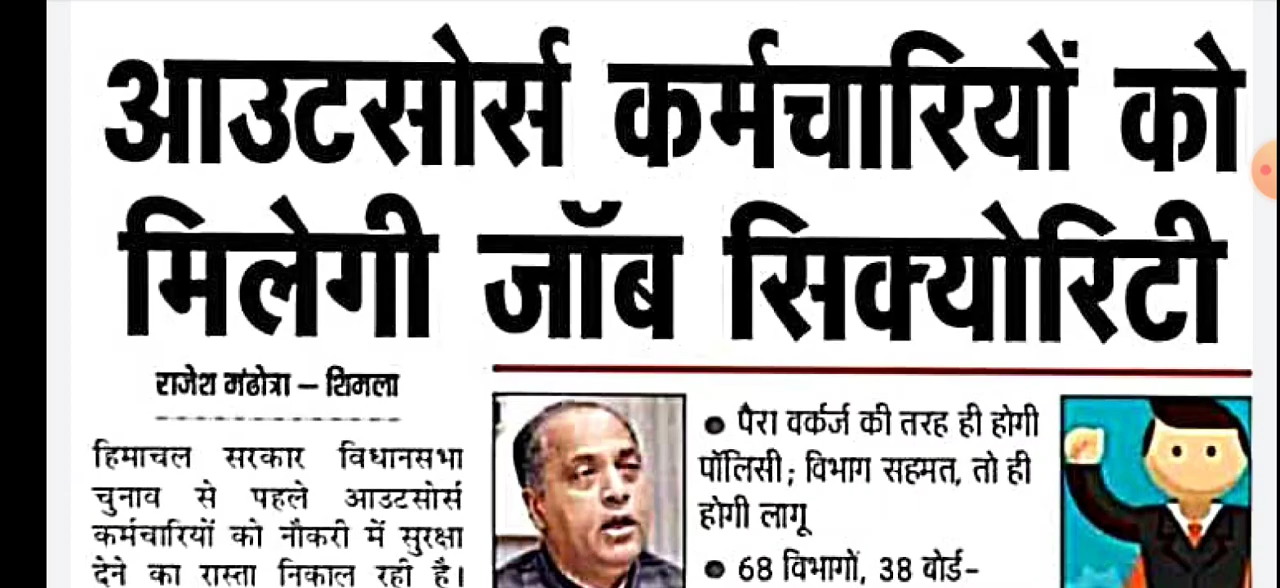 आउटसोर्स कर्मचारियों को
मिलेगी जॉब सिक्योरिटी
राजेश मंढोत्रा – शिमला
हिमाचल सरकार विधानसभा
चुनाव से पहले आउटसोर्स
कर्मचारियों को नौकरी में सुरक्षा
देने का रास्ता निकाल रही है।
● पैरा वर्कर्ज की तरह ही होगी
पॉलिसी; विभाग सहमत, तो ही
होगी लागू
● 68 विभागों, 38 बोर्ड-